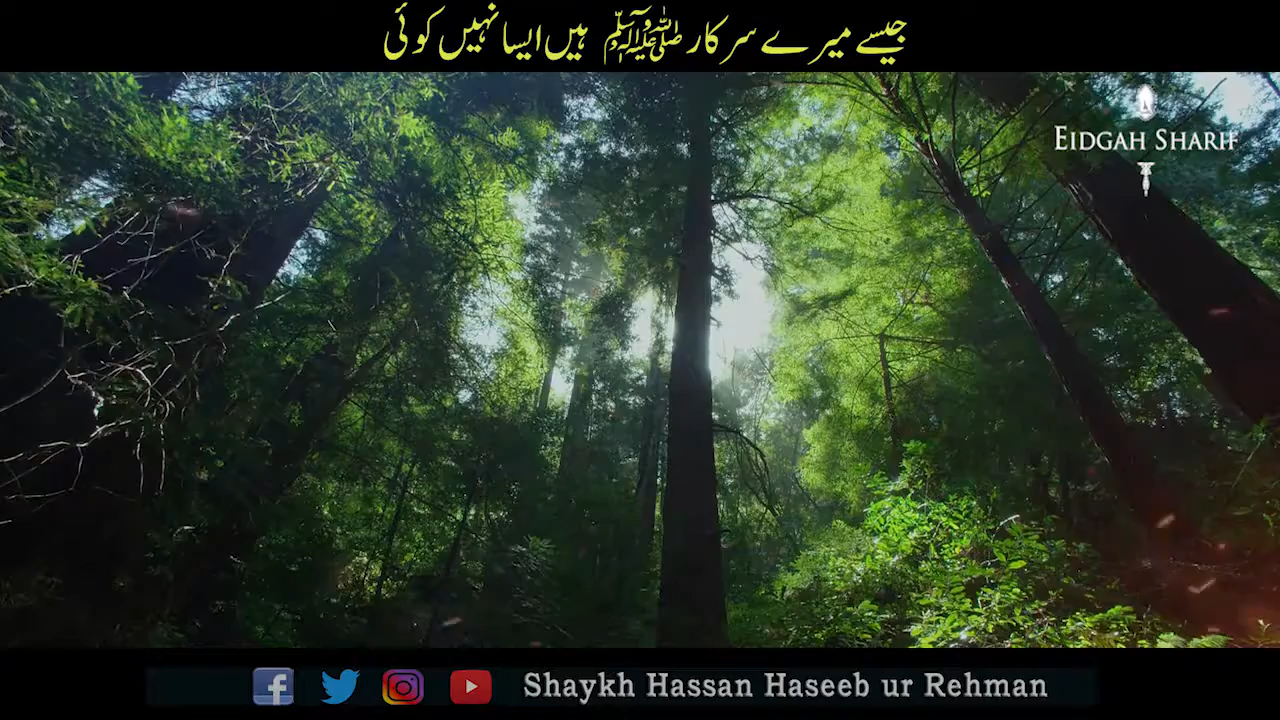 جیسے میرے سرکار ﷺ ہیں ایسا نہیں کوئی
EIDGAH SHARIF
Shaykh Hassan Haseeb ur Rehman